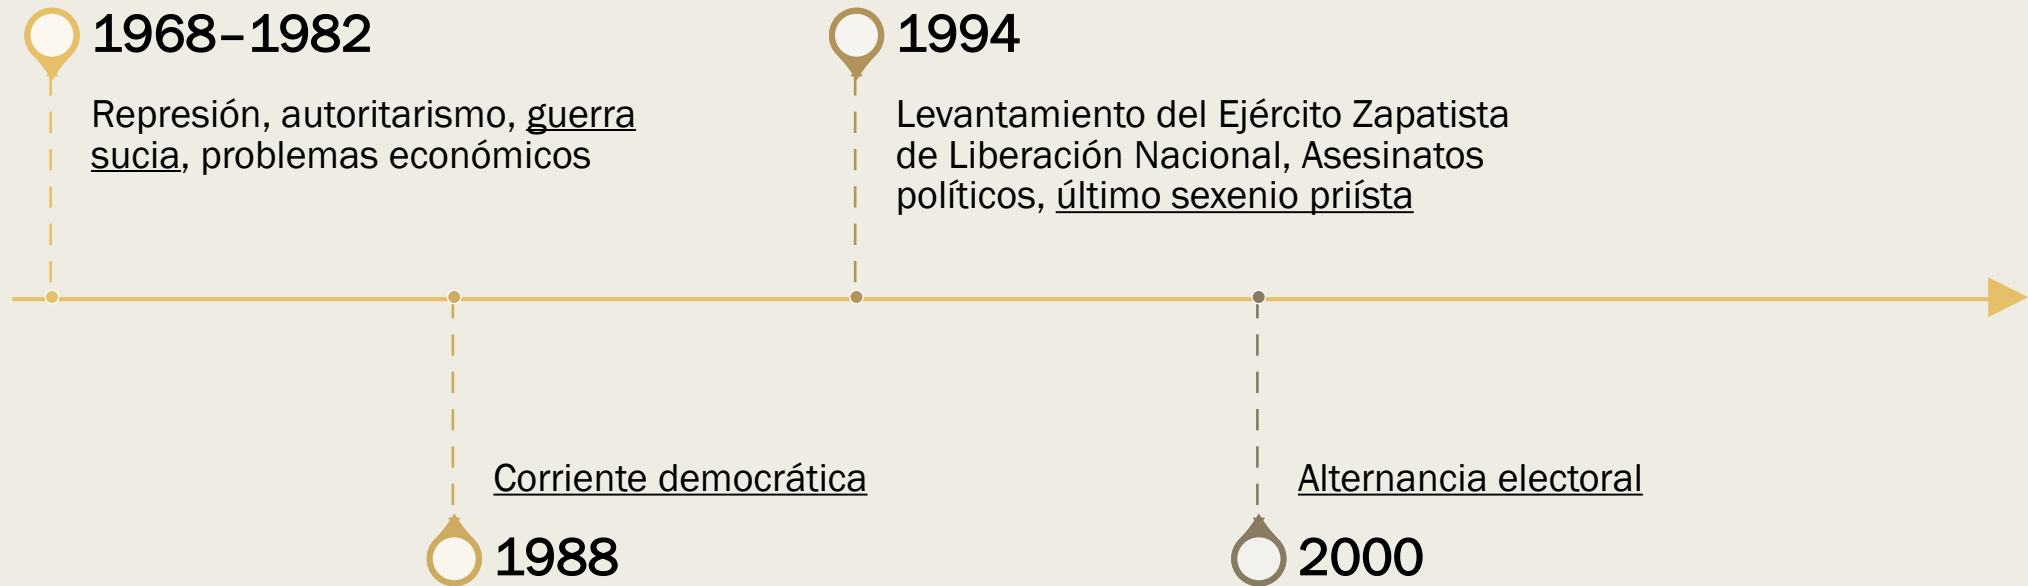 1968–1982
Represión, autoritarismo, guerra
sucia, problemas económicos
1994
Levantamiento del Ejército Zapatista
de Liberación Nacional, Asesinatos
políticos, último sexenio priísta
Corriente democrática
1988
Alternancia electoral
2000